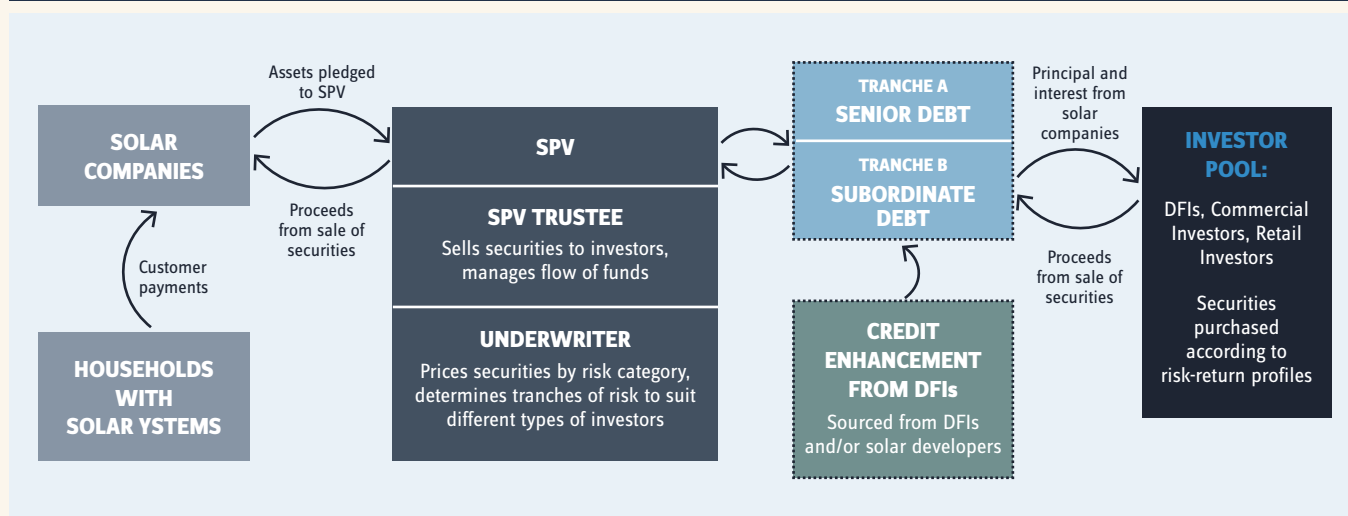 SOLAR
COMPANIES
Customer
payments
HOUSEHOLDS
WITH
SOLAR YSTEMS
Assets pledged
to SPV
Proceeds
from sale of
securities
SPV
SPV TRUSTEE
Sells securities to investors,
manages flow of funds
UNDERWRITER
Prices securities by risk category,
determines tranches of risk to suit
different types of investors
TRANCHE A
SENIOR DEBT
TRANCHE B
SUBORDINATE
DEBT
CREDIT
ENHANCEMENT
FROM DFIs
Sourced from DFIs
and/or solar developers
Principal and
interest from
solar
companies
Proceeds
from sale of
securities
INVESTOR
POOL:
DFIs, Commercial
Investors, Retail
Investors
Securities
purchased
according to
risk-return profiles